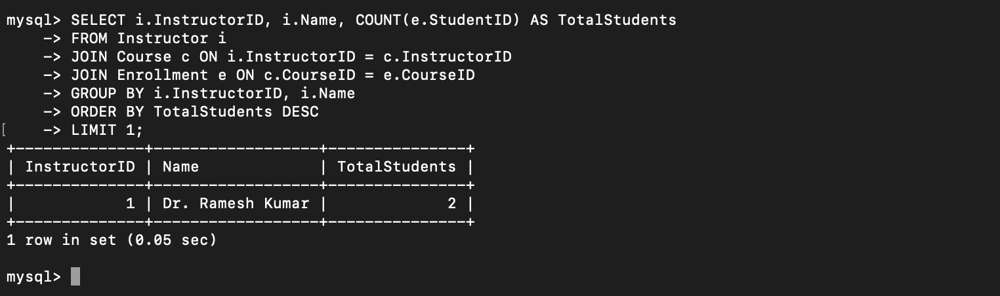 mysql> SELECT i.InstructorID, i.Name, COUNT(e.StudentID) AS TotalStudents
    -> FROM Instructor i
    -> JOIN Course c ON i.InstructorID = c.InstructorID
    -> JOIN Enrollment e ON c.CourseID = e.CourseID
    -> GROUP BY i.InstructorID, i.Name
    -> ORDER BY TotalStudents DESC
[    -> LIMIT 1;
+--------------+------------------+---------------+
| InstructorID | Name             | TotalStudents |
+--------------+------------------+---------------+
|            1 | Dr. Ramesh Kumar |             2 |
+--------------+------------------+---------------+
1 row in set (0.05 sec)
mysql>